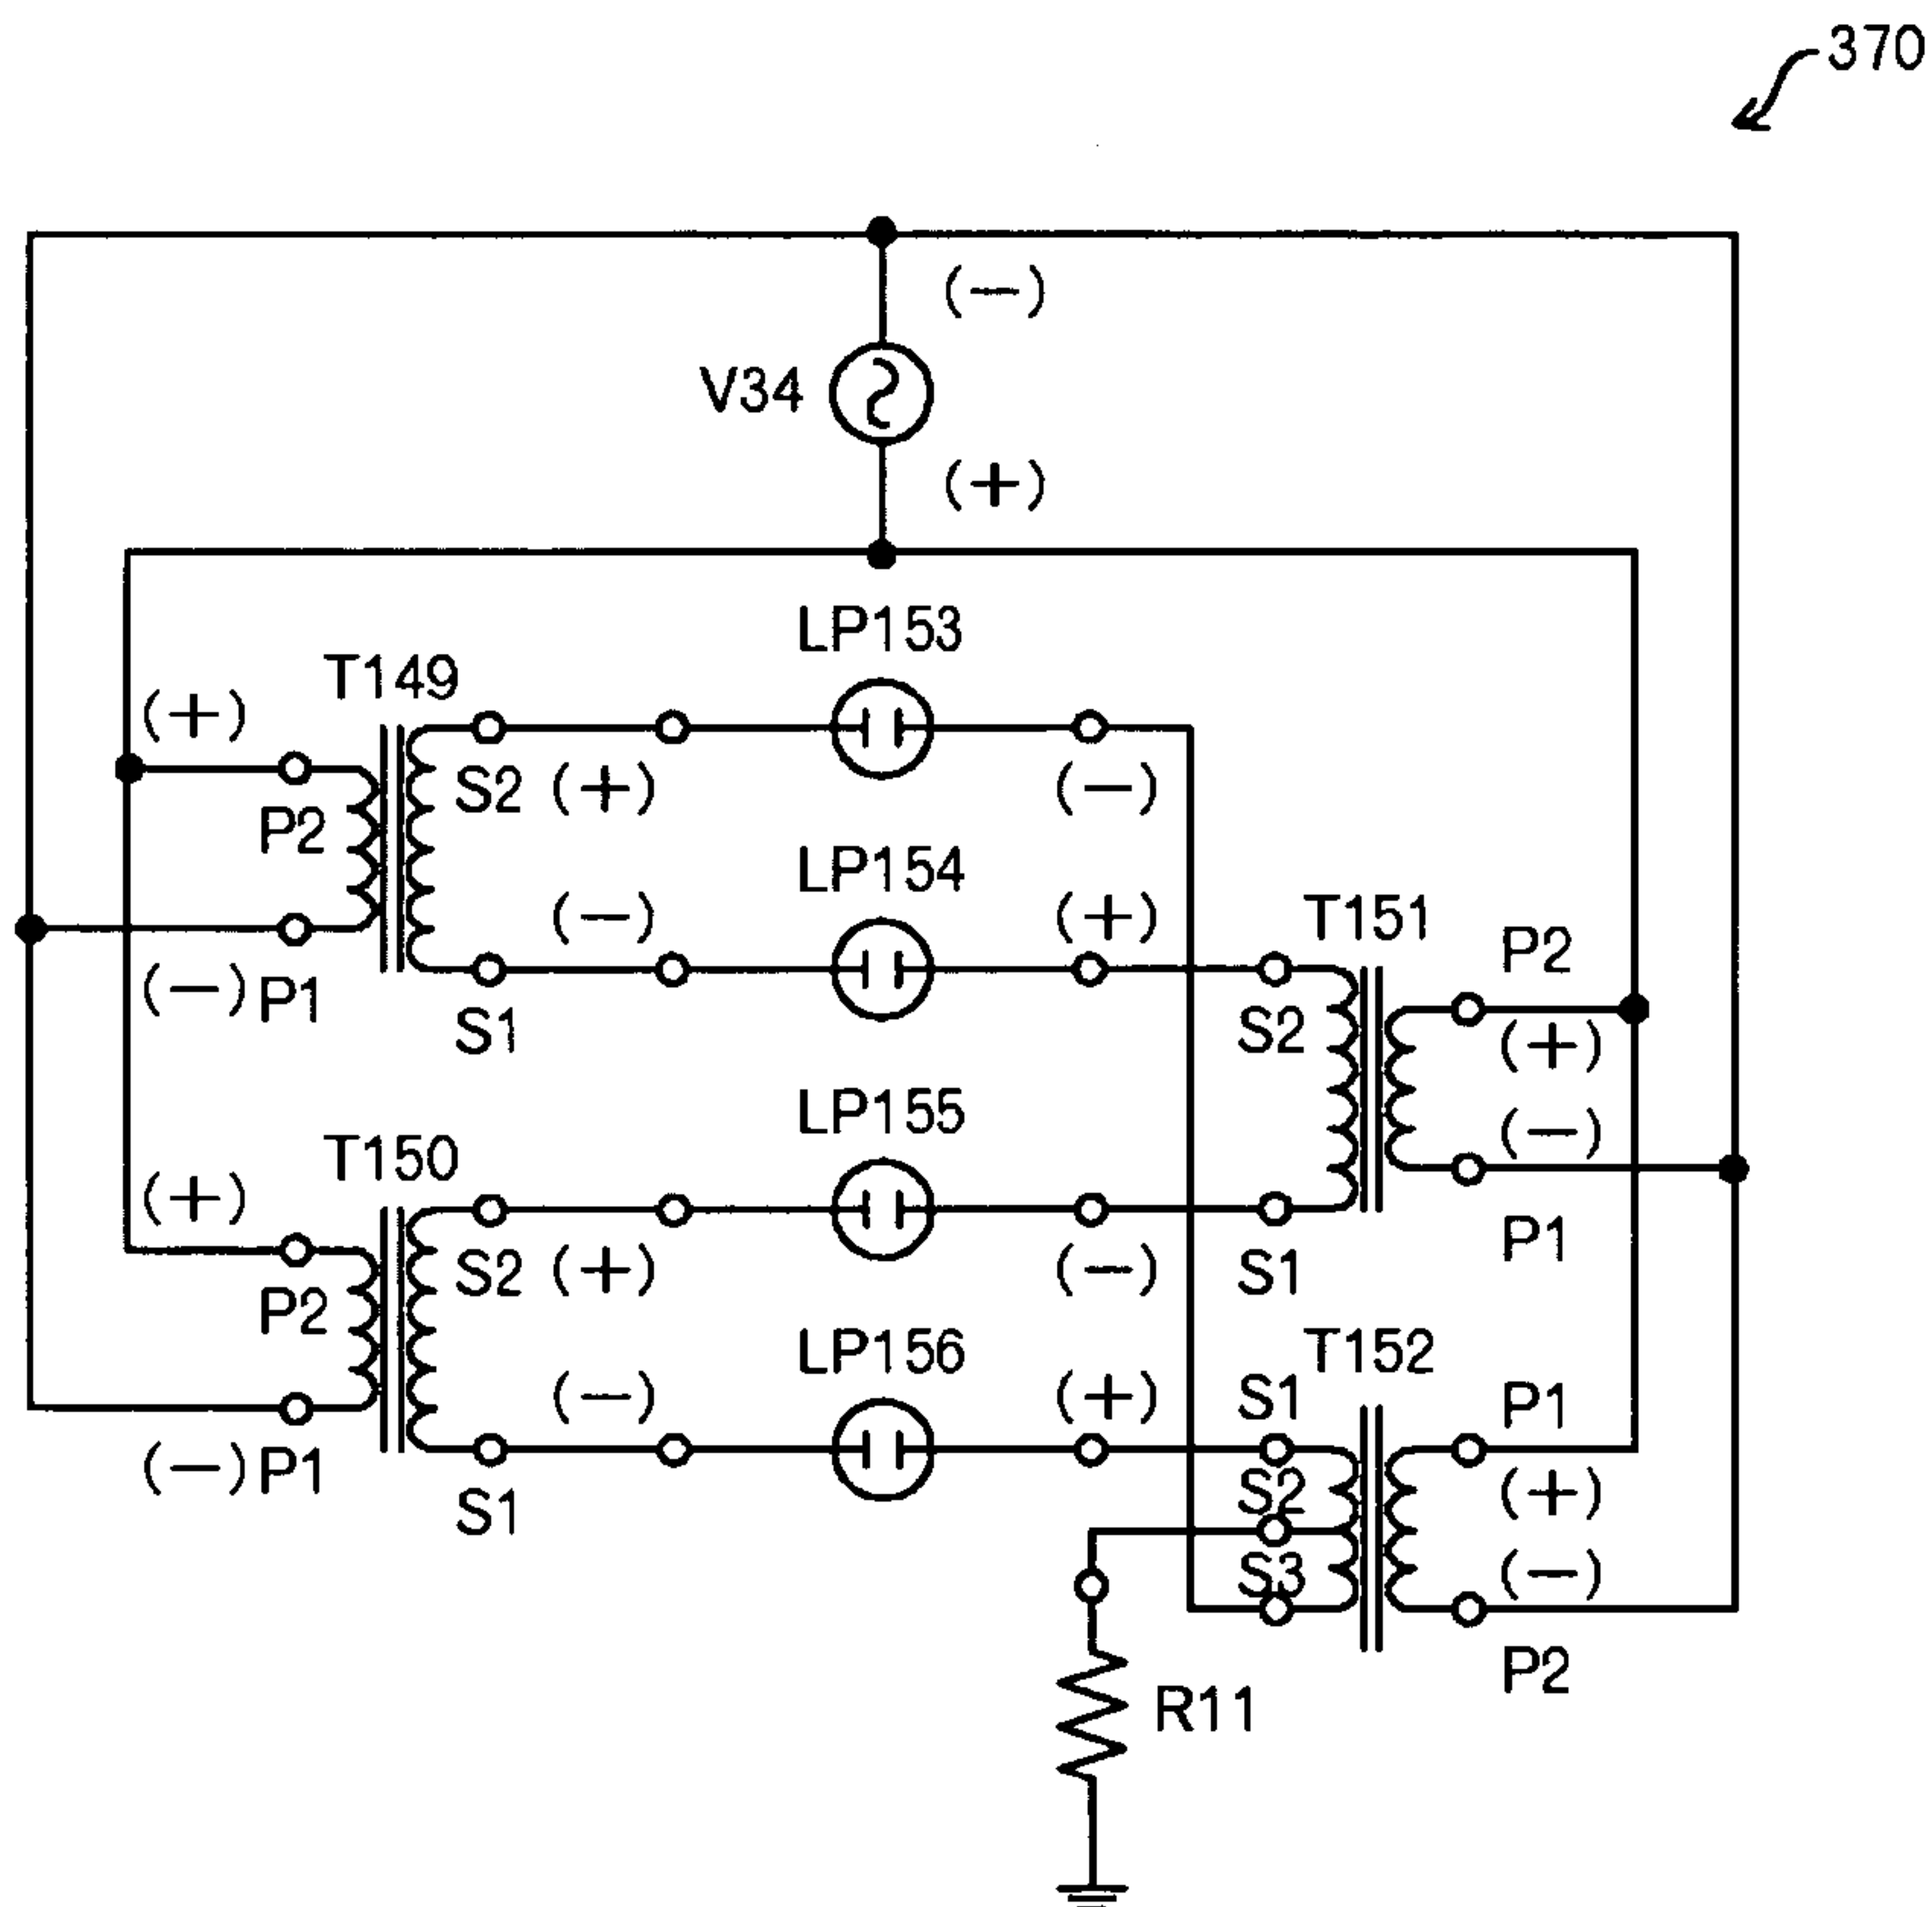 370
(−)
V34
(+)
LP153
T149
(+)
P2
S2 (+)
(−)
LP154
(−)
(+)
T151
P2
(−) P1
S1
S2
(+)
LP155
(−)
T150
(+)
P1
S2 (+)
(−)
S1
P2
LP156
T152
(−)
(+)
S1
P1
(−) P1
S1
S2
(+)
S3
(−)
P2
R11